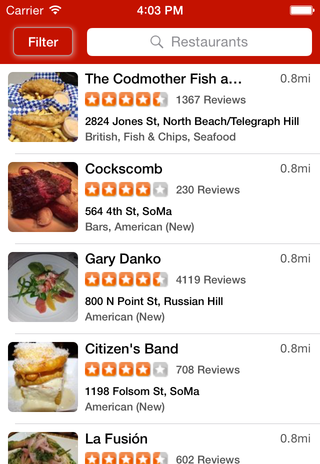 Carrier 4:03 PM
Filter Restaurants
The Codmother Fish a... 0.8mi
1367 Reviews
2824 Jones St, North Beach/Telegraph Hill
British, Fish & Chips, Seafood
Cockscomb 0.8mi
230 Reviews
564 4th St, SoMa
Bars, American (New)
Gary Danko 0.8mi
4119 Reviews
800 N Point St, Russian Hill
American (New)
Citizen's Band 0.8mi
708 Reviews
1198 Folsom St, SoMa
American (New)
La Fusión 0.8mi
602 Reviews